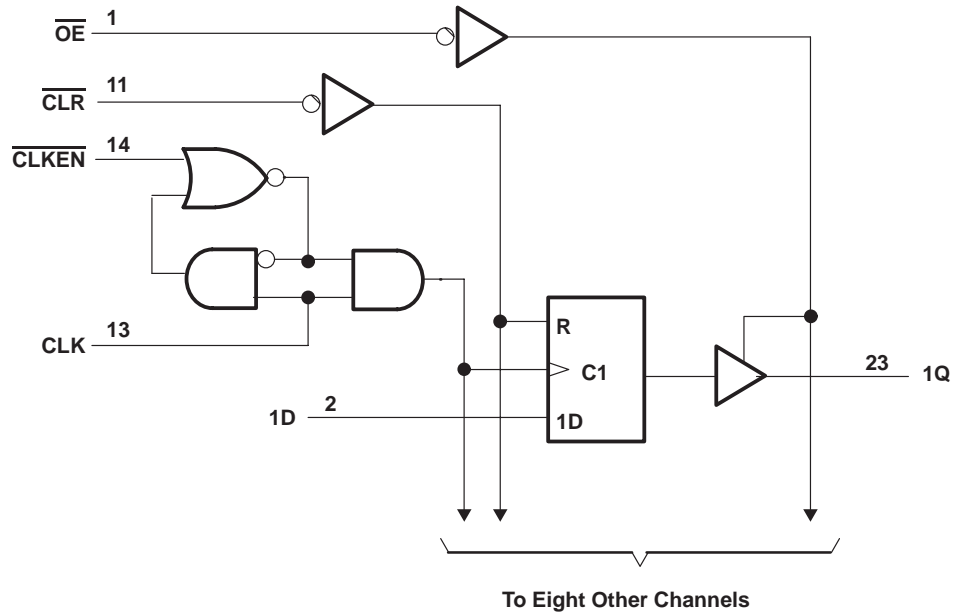 OE 1
CLR 11
CLKEN 14
CLK 13
R
C1
1D
1D 2
23 1Q
To Eight Other Channels